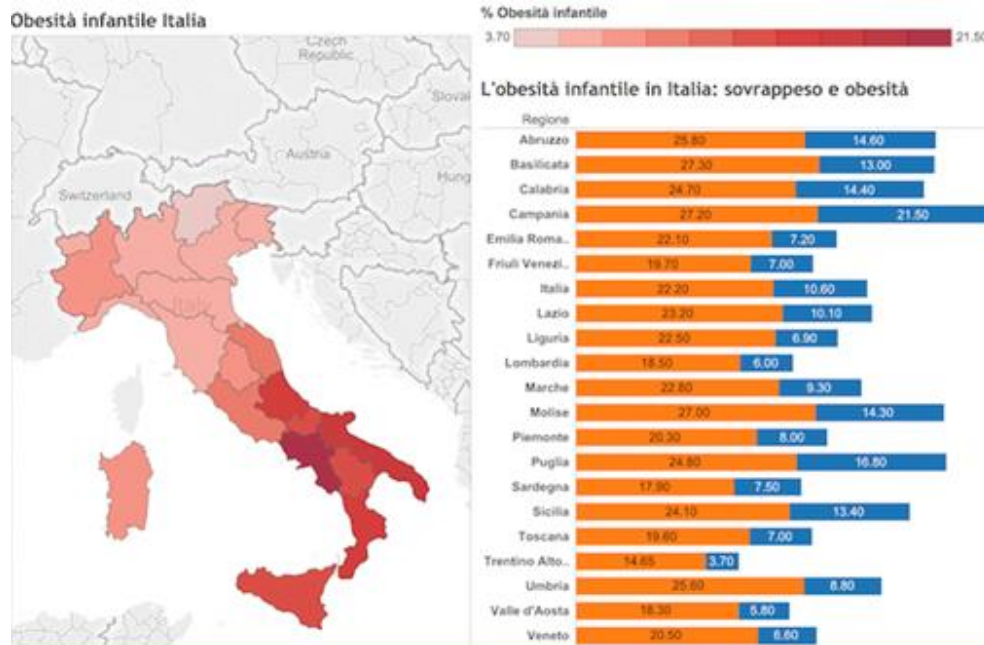 Obesità infantile Italia
Czech
Republic
Austria
Switzerland
Italy
% Obesità infantile
3.70 21.50
L'obesità infantile in Italia: sovrappeso e obesità
Regione
Abruzzo 25.80 14.60
Basilicata 27.30 13.00
Calabria 24.70 14.40
Campania 27.20 21.50
Emilia Roma.. 22.10 7.20
Friuli Venezi.. 19.70 7.00
Italia 22.20 10.60
Lazio 23.20 10.10
Liguria 22.50 6.90
Lombardia 18.50 6.00
Marche 22.80 9.30
Molise 27.00 14.30
Piemonte 20.30 8.00
Puglia 24.80 16.80
Sardegna 17.90 7.50
Sicilia 24.10 13.40
Toscana 19.60 7.00
Trentino Alto.. 14.65 3.70
Umbria 25.60 8.80
Valle d'Aosta 18.30 5.80
Veneto 20.50 6.60